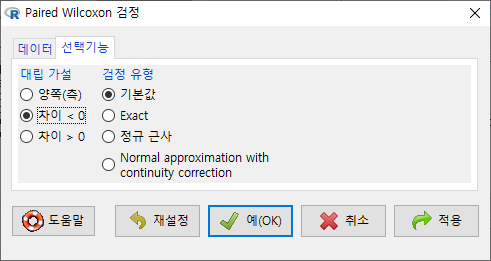 Paired Wilcoxon 검정
데이터 선택기능
대립 가설 검정 유형
양쪽(측) 기본값
차이 < 0 Exact
차이 > 0 정규 근사
Normal approximation with
continuity correction
도움말 재설정 예(OK) 취소 적용